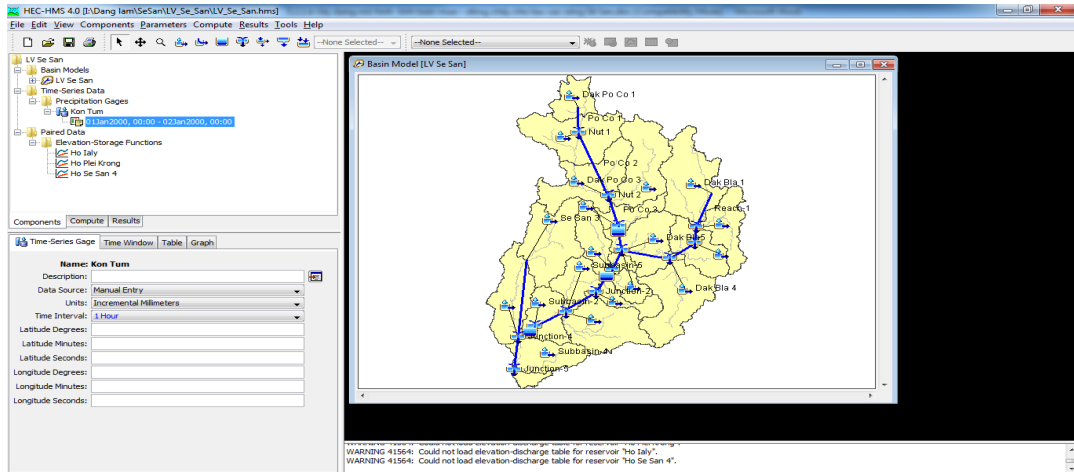 HEC-HMS 4.0 [I:\Dang lam\SeSan\LV_Se_San\LV_Se_San.hms]
File Edit View Components Parameters Compute Results Tools Help
--None Selected-- --None Selected--
LV Se San
Basin Models
LV Se San
Time-Series Data
Precipitation Gages
Kon Tum
01Jan2000, 00:00 - 02Jan2000, 00:00
Paired Data
Elevation-Storage Functions
Ho Ialy
Ho Plei Krong
Ho Se San 4
Components Compute Results
Time-Series Gage Time Window Table Graph
Name: Kon Tum
Description:
Data Source: Manual Entry
Units: Incremental Millimeters
Time Interval: 1 Hour
Latitude Degrees:
Latitude Minutes:
Latitude Seconds:
Longitude Degrees:
Longitude Minutes:
Longitude Seconds:
Basin Model [LV Se San]
Dak Po Co 1
Po Co 1
Nut 1
Po Co 2
Dak Po Co 3
Dak Bla 1
Nut 2
Po Co 3
Reach-1
Se San 3
Dak Bla 5
Subbasin-5
Junction-2
Dak Bla 4
Subbasin-2
Junction-4
Subbasin-4
Junction-5
WARNING 41564: Could not load elevation-discharge table for reservoir "Ho Ialy".
WARNING 41564: Could not load elevation-discharge table for reservoir "Ho Se San 4".